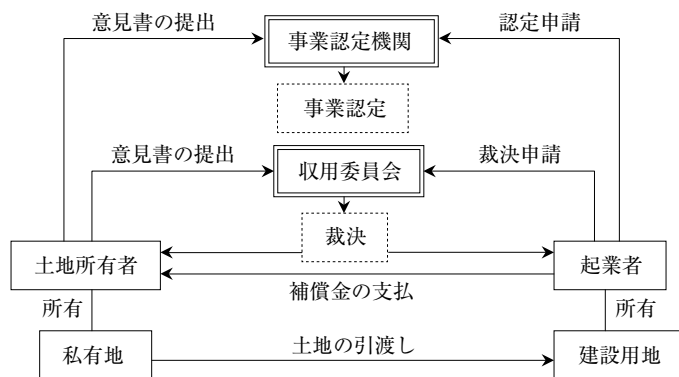 意見書の提出
事業認定機関
認定申請
事業認定
意見書の提出
収用委員会
裁決申請
裁決
土地所有者
起業者
補償金の支払
所有
所有
私有地
土地の引渡し
建設用地